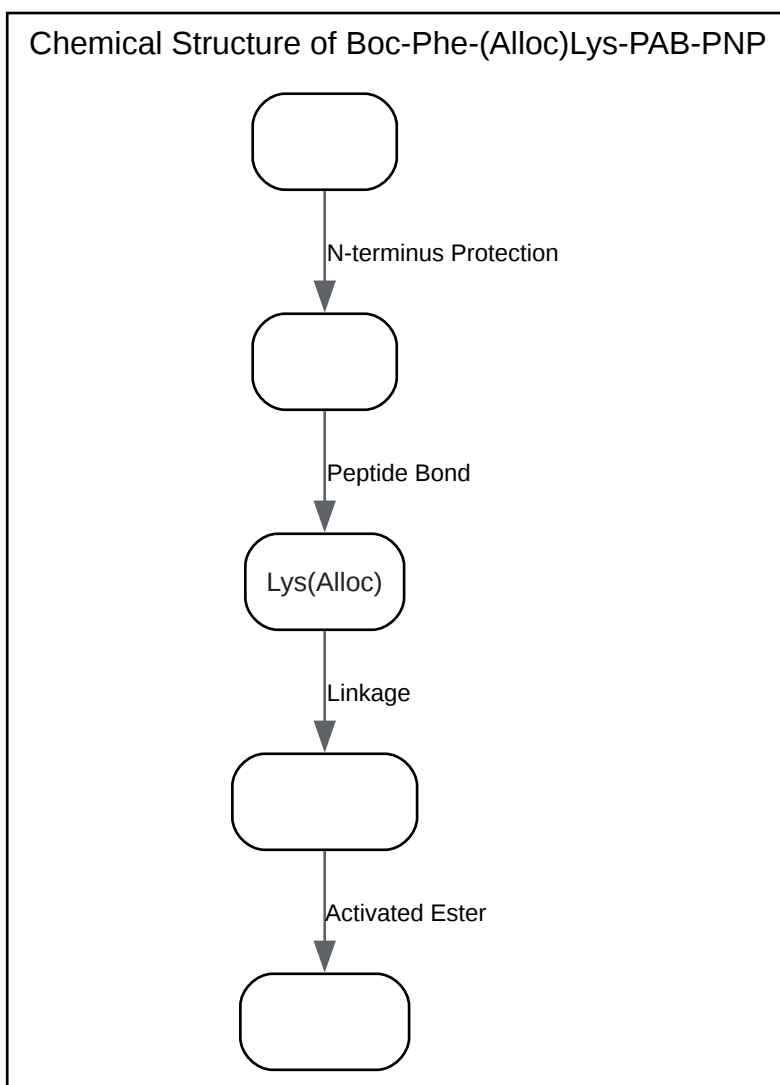 Chemical Structure of Boc-Phe-(Alloc)Lys-PAB-PNP
N-terminus Protection
Peptide Bond
Lys(Alloc)
Linkage
Activated Ester